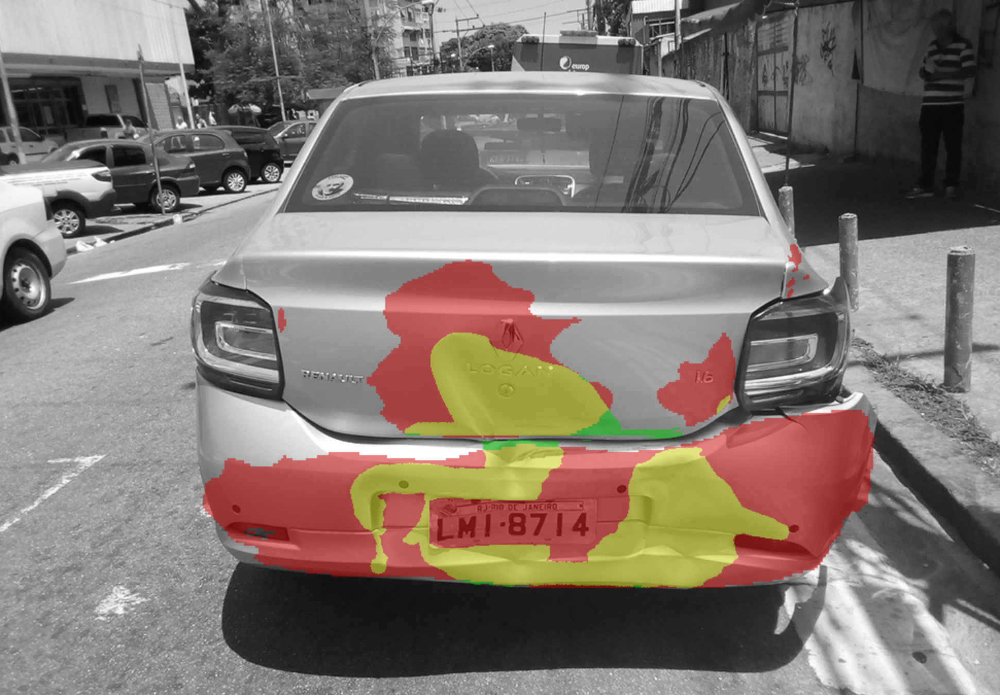 europ
RENAULT
LOGAN
1.6
RJ-RIO DE JANEIRO
LMI·8714